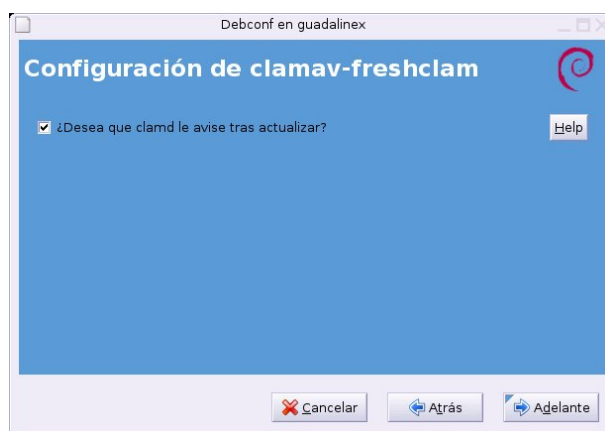 Debconf en guadalinex
Configuración de clamav-freshclam
¿Desea que clamd le avise tras actualizar?
Help
Cancelar
Atrás
Adelante